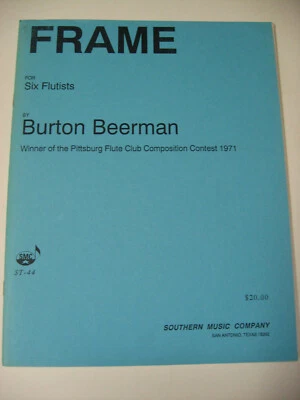 FRAME
FOR
Six Flutists
BY
Burton Beerman
Winner of the Pittsburg Flute Club Composition Contest 1971
SMC
ST-44
$20.00
SOUTHERN MUSIC COMPANY
SAN ANTONIO, TEXAS